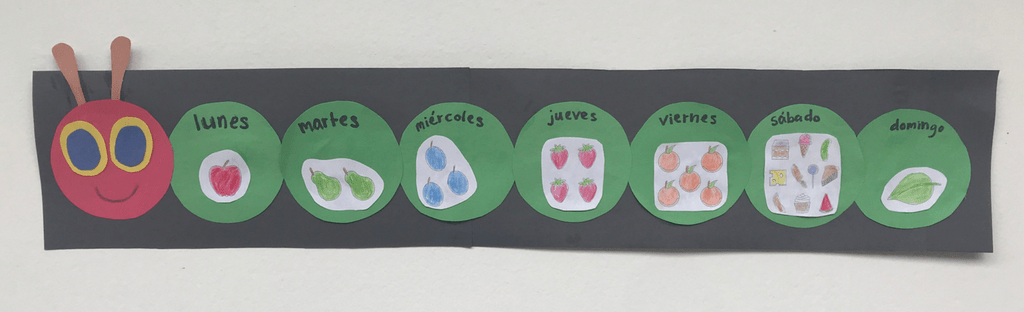 lunes
martes
miércoles
jueves
viernes
sábado
domingo